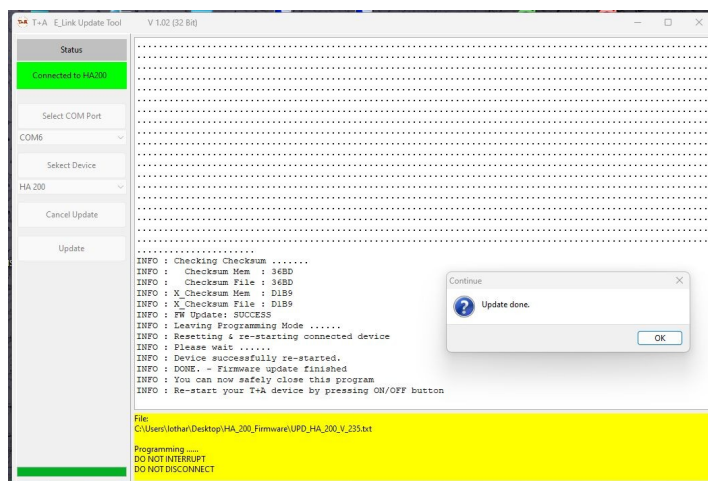 T+A T+A E_Link Update Tool V 1.02 (32 Bit)
Status
Connected to HA200
Select COM Port
COM6
Sekect Device
HA 200
Cancel Update
Update
INFO : Checking Checksum .......
INFO :   Checksum Mem  : 36BD
INFO :   Checksum File : 36BD
INFO : X_Checksum Mem  : D1B9
INFO : X_Checksum File : D1B9
INFO : FW Update: SUCCESS
INFO : Leaving Programming Mode ......
INFO : Resetting & re-starting connected device
INFO : Please wait ......
INFO : Device successfully re-started.
INFO : DONE. - Firmware update finished
INFO : You can now safely close this program
INFO : Re-start your T+A device by pressing ON/OFF button
Continue
Update done.
OK
File:
C:\Users\lothar\Desktop\HA_200_Firmware\UPD_HA_200_V_235.txt
Programming ......
DO NOT INTERRUPT
DO NOT DISCONNECT